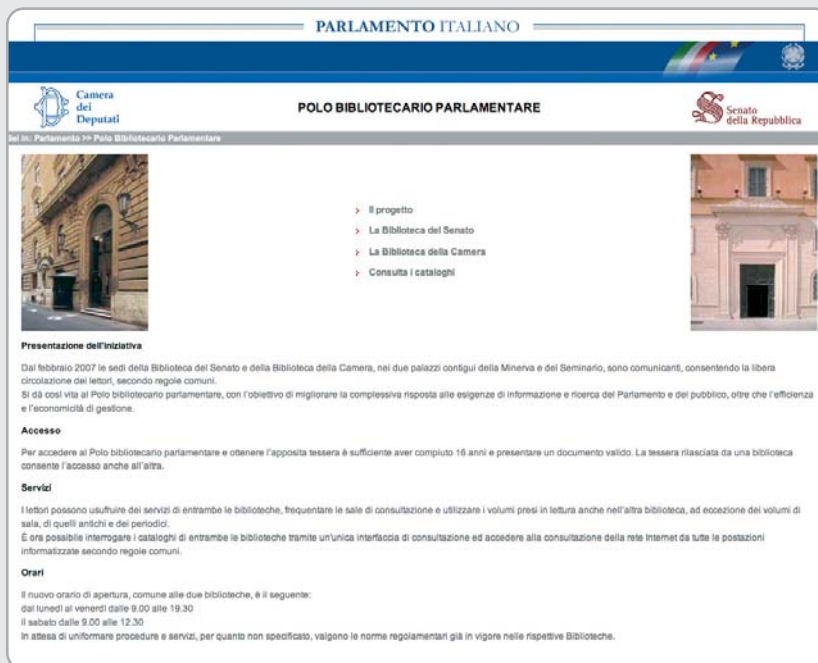 PARLAMENTO ITALIANO
Camera
dei
Deputati
POLO BIBLIOTECARIO PARLAMENTARE
Senato
della Repubblica
Sei in: Parlamento >> Polo Bibliotecario Parlamentare
Il progetto
La Biblioteca del Senato
La Biblioteca della Camera
Consulta i cataloghi
Presentazione dell'iniziativa
Dal febbraio 2007 le sedi della Biblioteca del Senato e della Biblioteca della Camera, nei due palazzi contigui della Minerva e del Seminario, sono comunicanti, consentendo la libera
circolazione dei lettori, secondo regole comuni.
Si dà così vita al Polo bibliotecario parlamentare, con l'obiettivo di migliorare la complessiva risposta alle esigenze di informazione e ricerca del Parlamento e del pubblico, oltre che l'efficienza
e l'economicità di gestione.
Accesso
Per accedere al Polo bibliotecario parlamentare e ottenere l'apposita tessera è sufficiente aver compiuto 16 anni e presentare un documento valido. La tessera rilasciata da una biblioteca
consente l'accesso anche all'altra.
Servizi
I lettori possono usufruire dei servizi di entrambe le biblioteche, frequentare le sale di consultazione e utilizzare i volumi presi in lettura anche nell'altra biblioteca, ad eccezione dei volumi di
sala, di quelli antichi e dei periodici.
È ora possibile interrogare i cataloghi di entrambe le biblioteche tramite un'unica interfaccia di consultazione ed accedere alla consultazione della rete Internet da tutte le postazioni
informatizzate secondo regole comuni.
Orari
Il nuovo orario di apertura, comune alle due biblioteche, è il seguente:
dal lunedì al venerdì dalle 9.00 alle 19.30
il sabato dalle 9.00 alle 12.30
In attesa di uniformare procedure e servizi, per quanto non specificato, valgono le norme regolamentari già in vigore nelle rispettive Biblioteche.